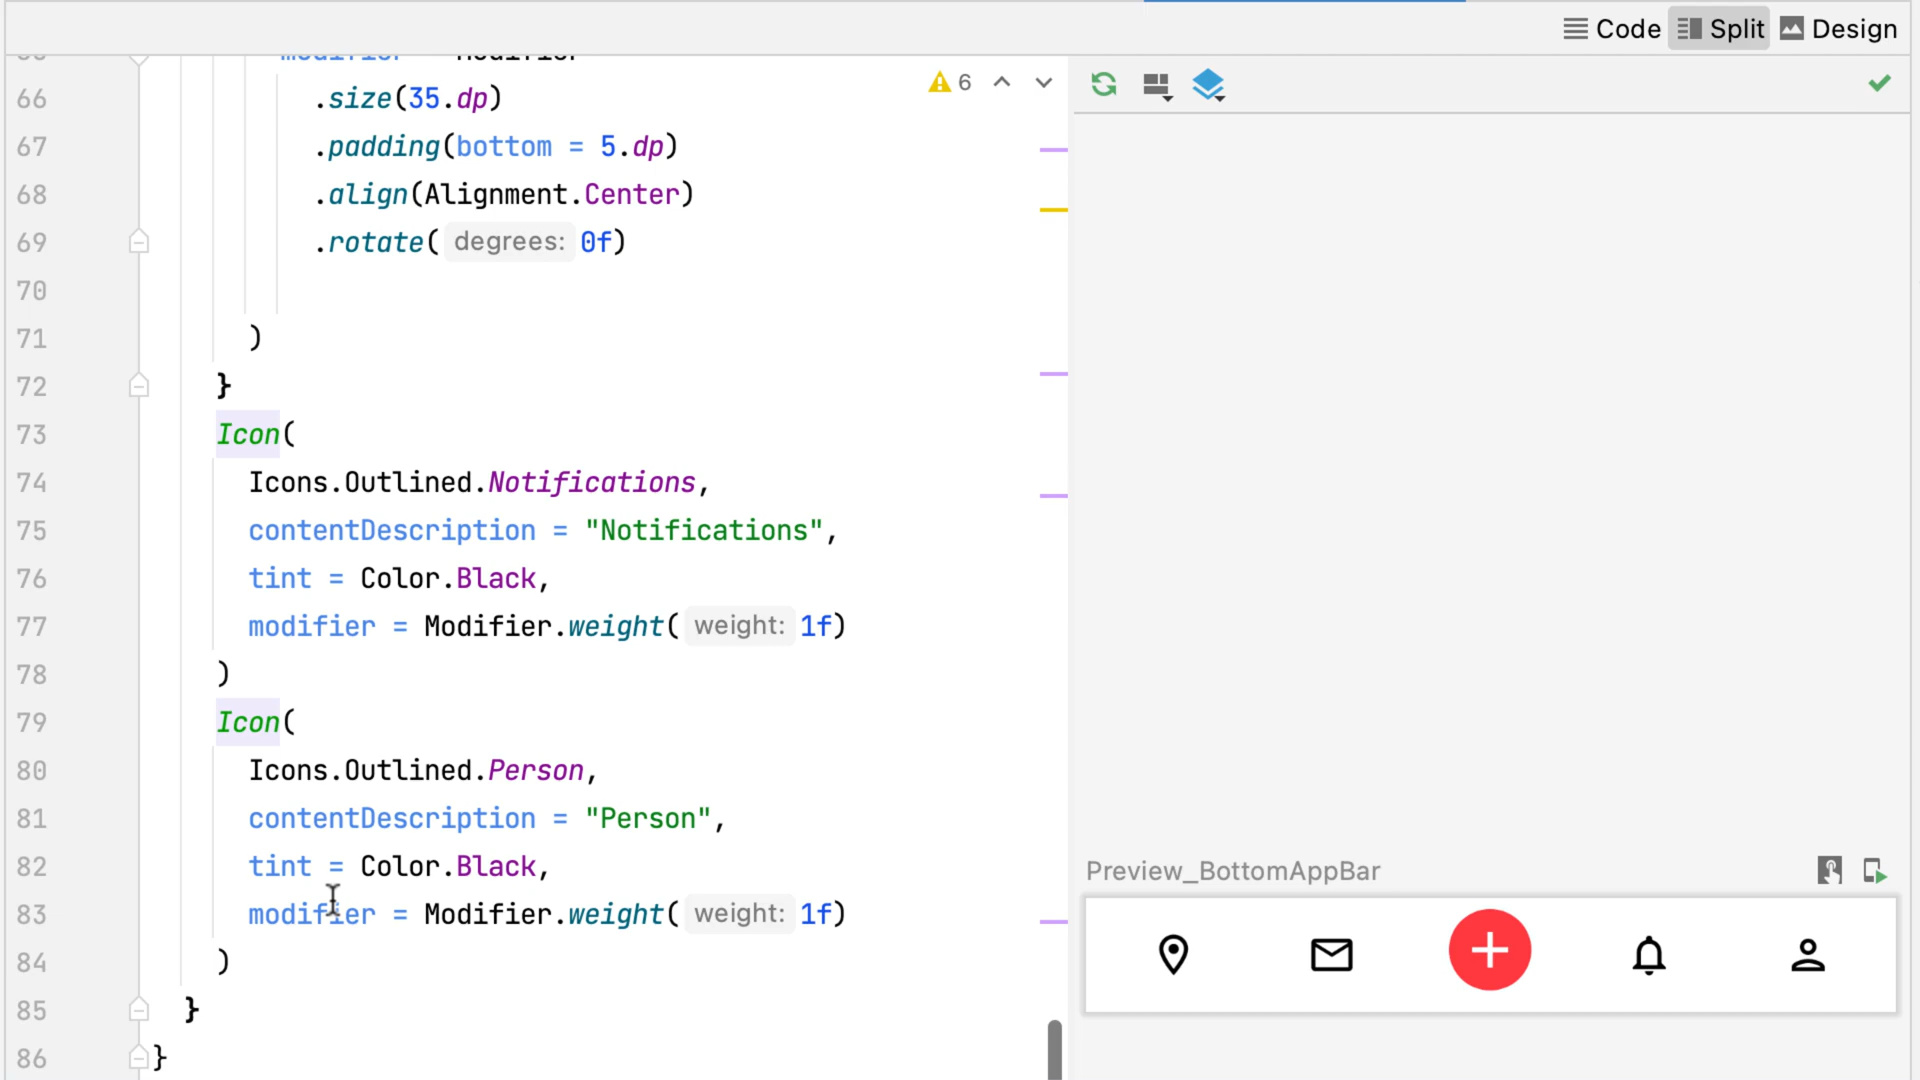 Code Split Design
modifier = Modifier
6
66 .size(35.dp)
67 .padding(bottom = 5.dp)
68 .align(Alignment.Center)
69 .rotate( degrees: 0f)
70
71 )
72 }
73 Icon(
74 Icons.Outlined.Notifications,
75 contentDescription = "Notifications",
76 tint = Color.Black,
77 modifier = Modifier.weight( weight: 1f)
78 )
79 Icon(
80 Icons.Outlined.Person,
81 contentDescription = "Person",
82 tint = Color.Black,
83 modifier = Modifier.weight( weight: 1f)
84 )
85 }
86 }
Preview_BottomAppBar